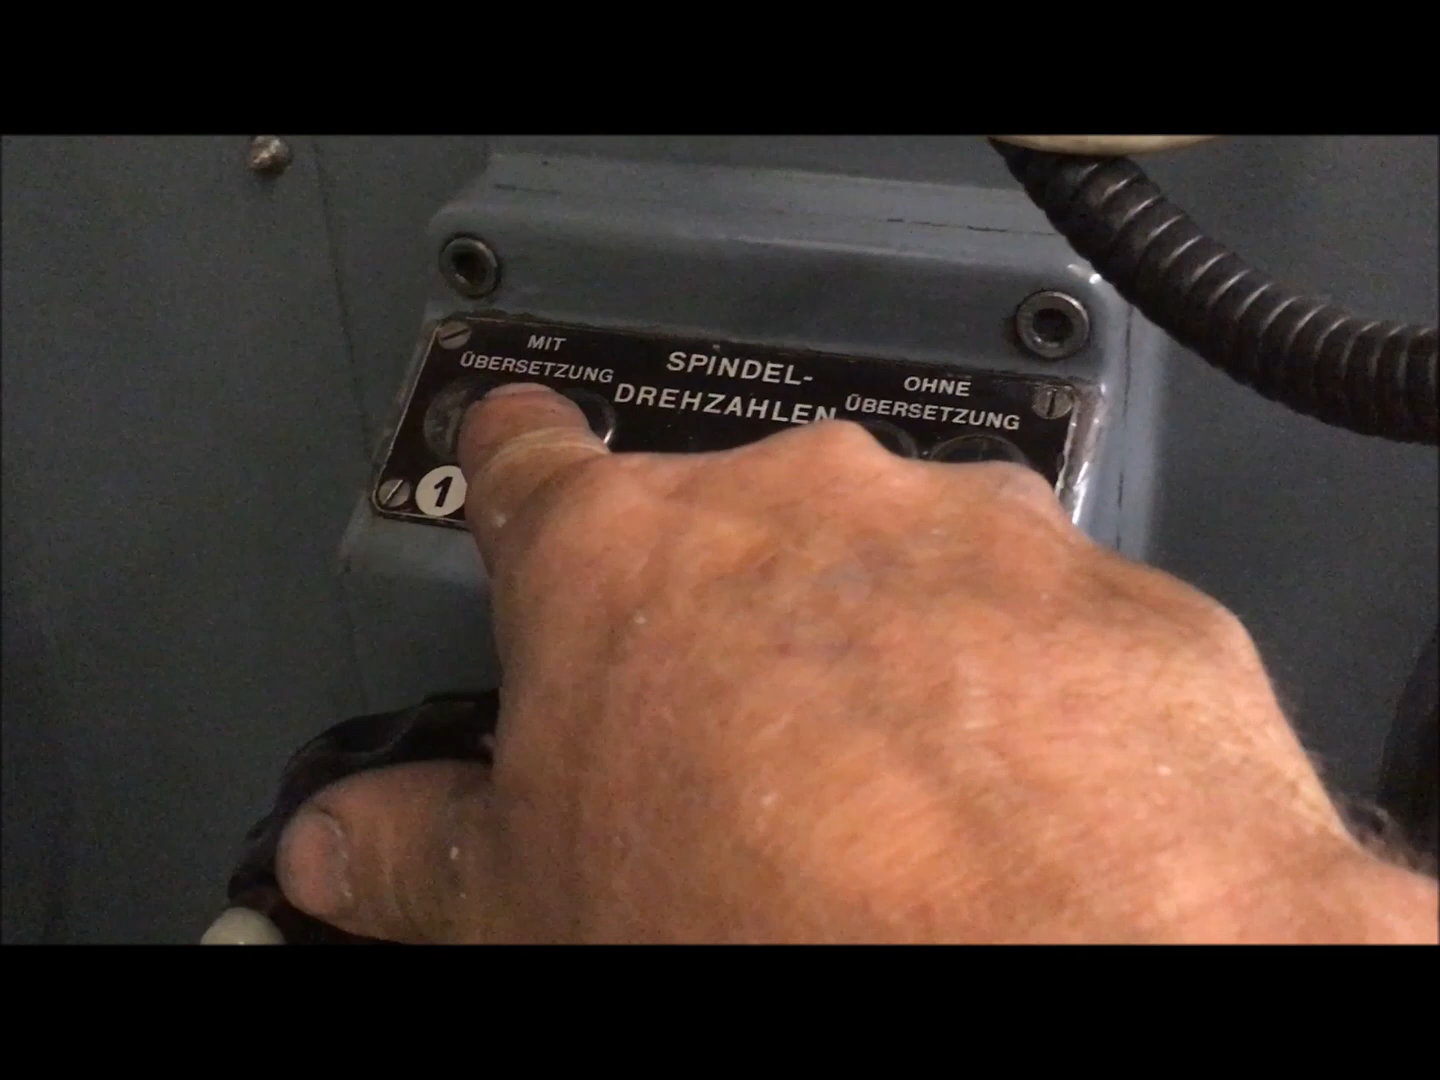 MIT
ÜBERSETZUNG
SPINDEL-
DREHZAHLEN
OHNE
ÜBERSETZUNG
1